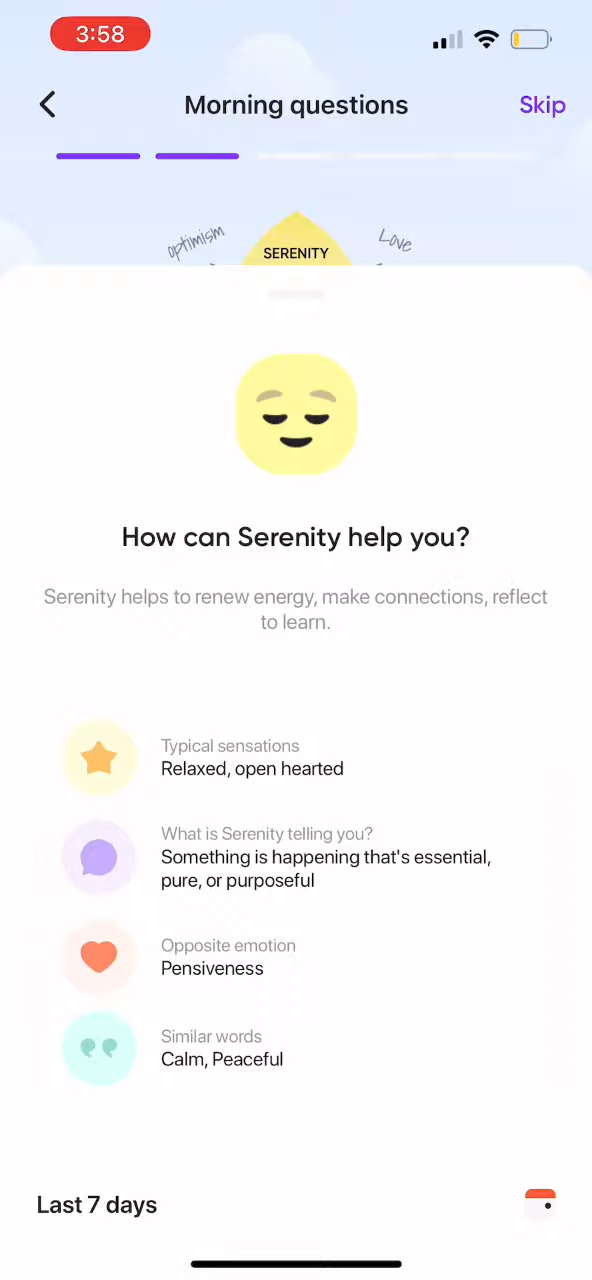 3:58
Morning questions
Skip
optimism
Love
SERENITY
How can Serenity help you?
Serenity helps to renew energy, make connections, reflect
to learn.
Typical sensations
Relaxed, open hearted
What is Serenity telling you?
Something is happening that's essential,
pure, or purposeful
Opposite emotion
Pensiveness
Similar words
Calm, Peaceful
Last 7 days